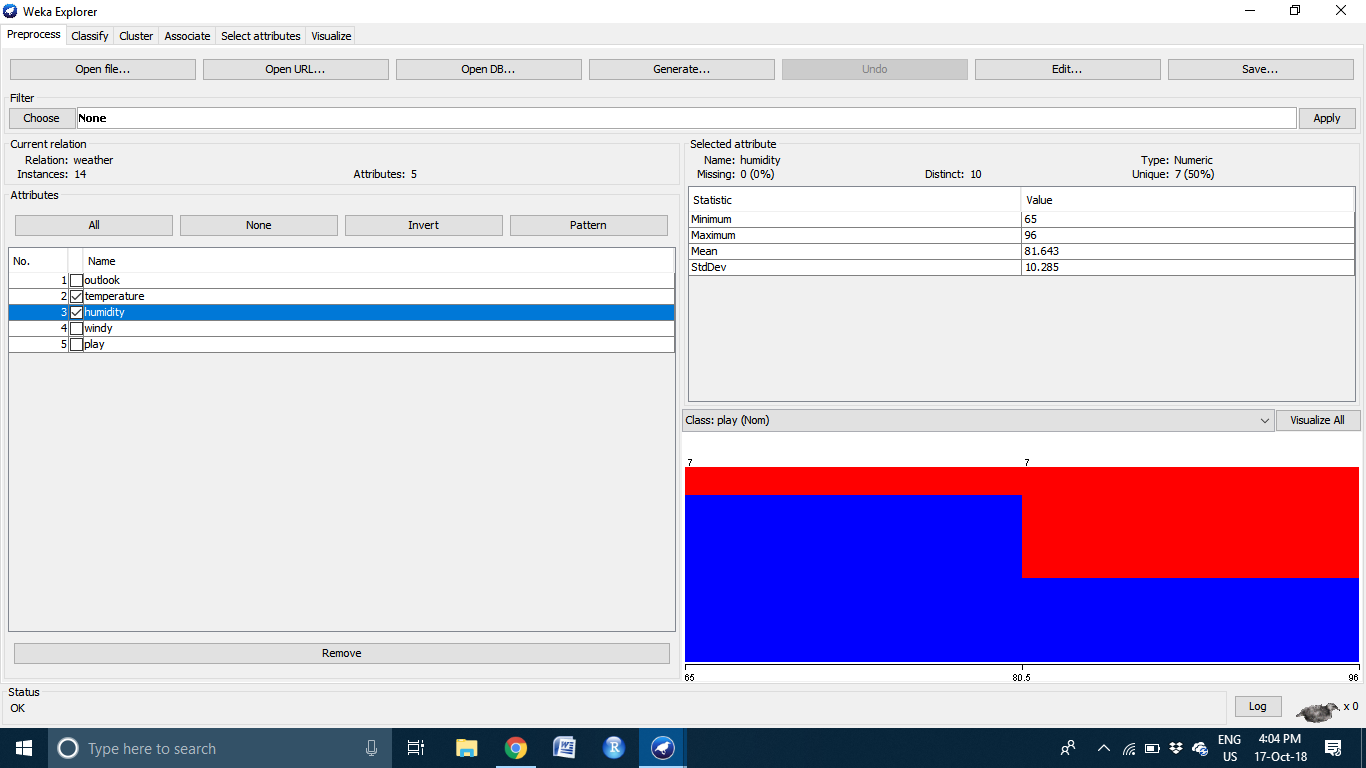 Weka Explorer
Preprocess Classify Cluster Associate Select attributes Visualize
Open file... Open URL... Open DB... Generate... Undo Edit... Save...
Filter
Choose None Apply
Current relation
Relation: weather
Instances: 14 Attributes: 5
Attributes
All None Invert Pattern
No. Name
1 outlook
2 temperature
3 humidity
4 windy
5 play
Remove
Selected attribute
Name: humidity Type: Numeric
Missing: 0 (0%) Distinct: 10 Unique: 7 (50%)
Statistic Value
Minimum 65
Maximum 96
Mean 81.643
StdDev 10.285
Class: play (Nom) Visualize All
7 7
65 80.5 96
Status
OK
Log x 0
Type here to search
W
R
ENG
US
4:04 PM
17-Oct-18